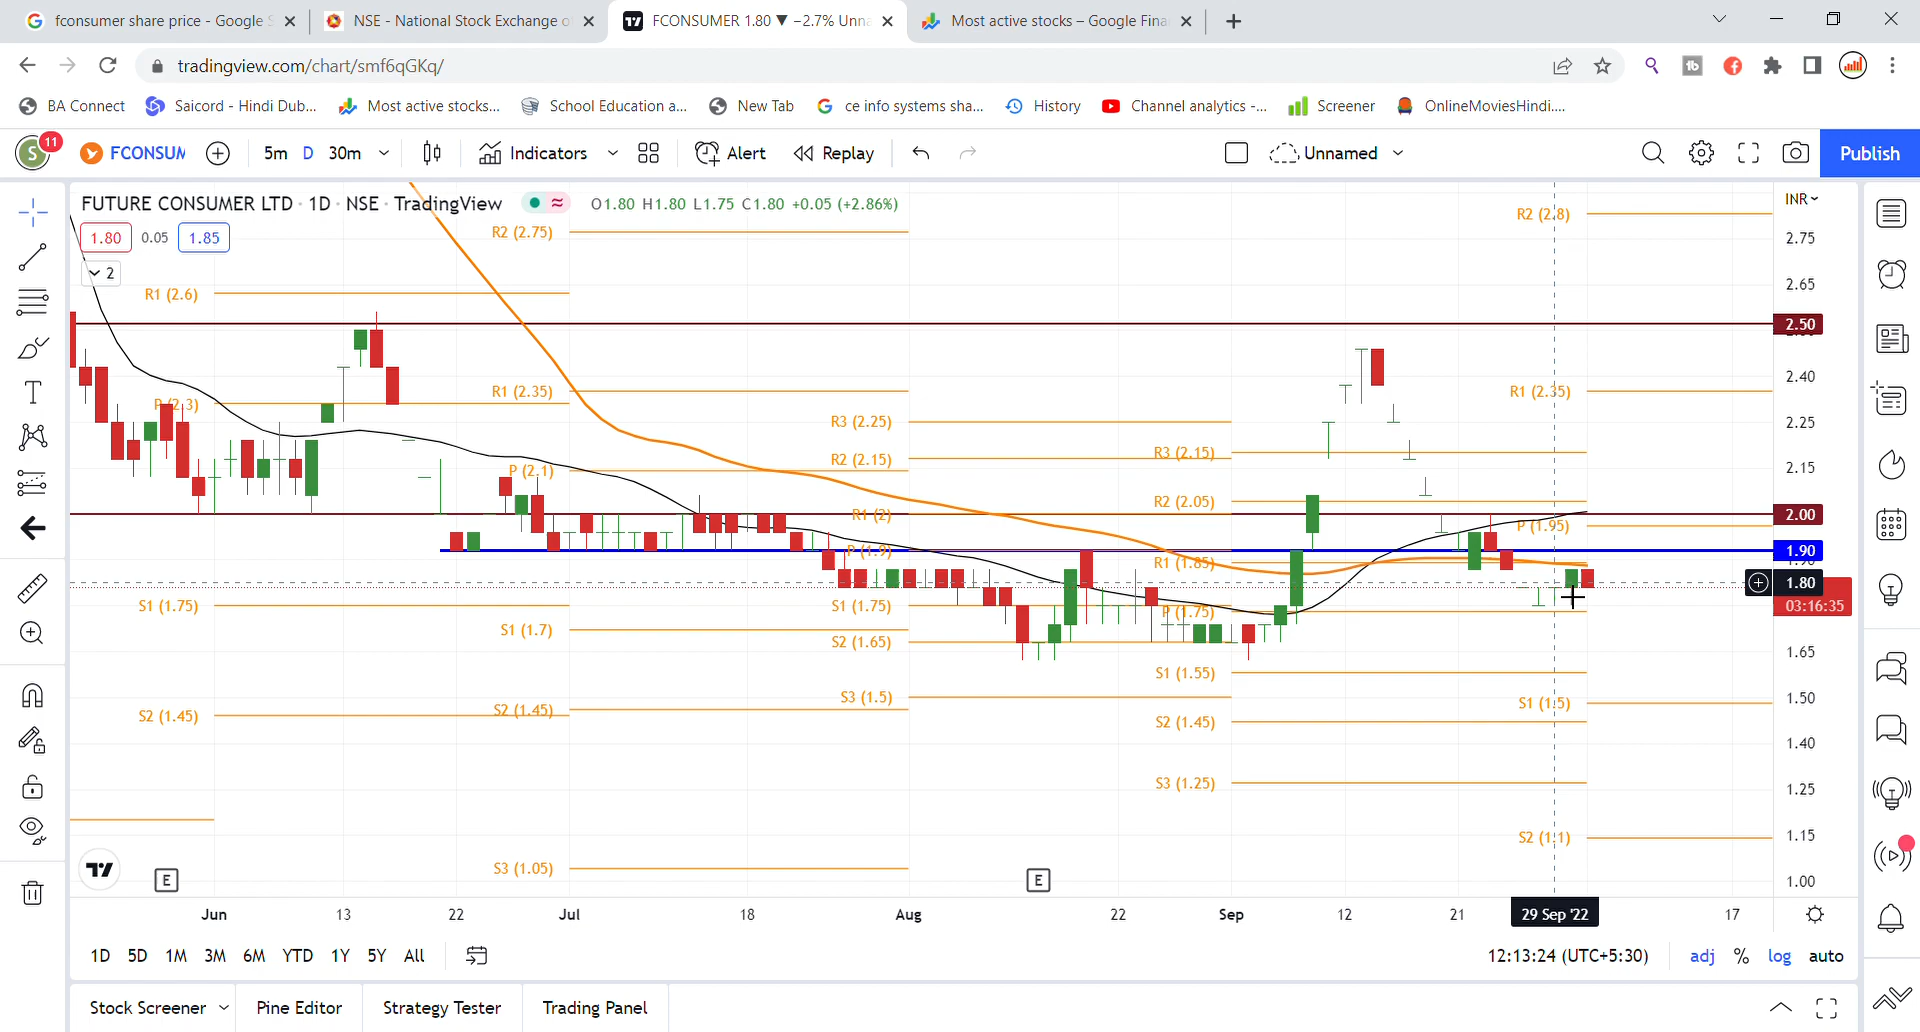 fconsumer share price - Google S
NSE - National Stock Exchange o
FCONSUMER 1.80 ▼ −2.7% Unna
Most active stocks – Google Fina
tradingview.com/chart/smf6qGKq/
BA Connect
Saicord - Hindi Dub...
Most active stocks...
School Education a...
New Tab
ce info systems sha...
History
Channel analytics -...
Screener
OnlineMoviesHindi....
S
11
FCONSUM
5m
D
30m
Indicators
Alert
Replay
Unnamed
Publish
FUTURE CONSUMER LTD · 1D · NSE · TradingView
O1.80 H1.80 L1.75 C1.80 +0.05 (+2.86%)
1.80
0.05
1.85
2
INR
R2 (2.8)
R2 (2.75)
2.75
R1 (2.6)
2.65
2.50
R1 (2.35)
R1 (2.35)
2.40
P (2.3)
R3 (2.25)
2.25
R3 (2.15)
R2 (2.15)
P (2.1)
2.15
R2 (2.05)
R1 (2)
2.00
P (1.95)
P (1.9)
1.90
R1 (1.85)
1.80
03:16:35
S1 (1.75)
S1 (1.75)
P (1.75)
S1 (1.7)
S2 (1.65)
1.65
S1 (1.55)
S3 (1.5)
S1 (1.5)
1.50
S2 (1.45)
S2 (1.45)
S2 (1.45)
1.40
S3 (1.25)
1.25
S2 (1.1)
1.15
S3 (1.05)
1.00
E
E
Jun
13
22
Jul
18
Aug
22
Sep
12
21
29 Sep '22
17
1D
5D
1M
3M
6M
YTD
1Y
5Y
All
12:13:24 (UTC+5:30)
adj
%
log
auto
Stock Screener
Pine Editor
Strategy Tester
Trading Panel